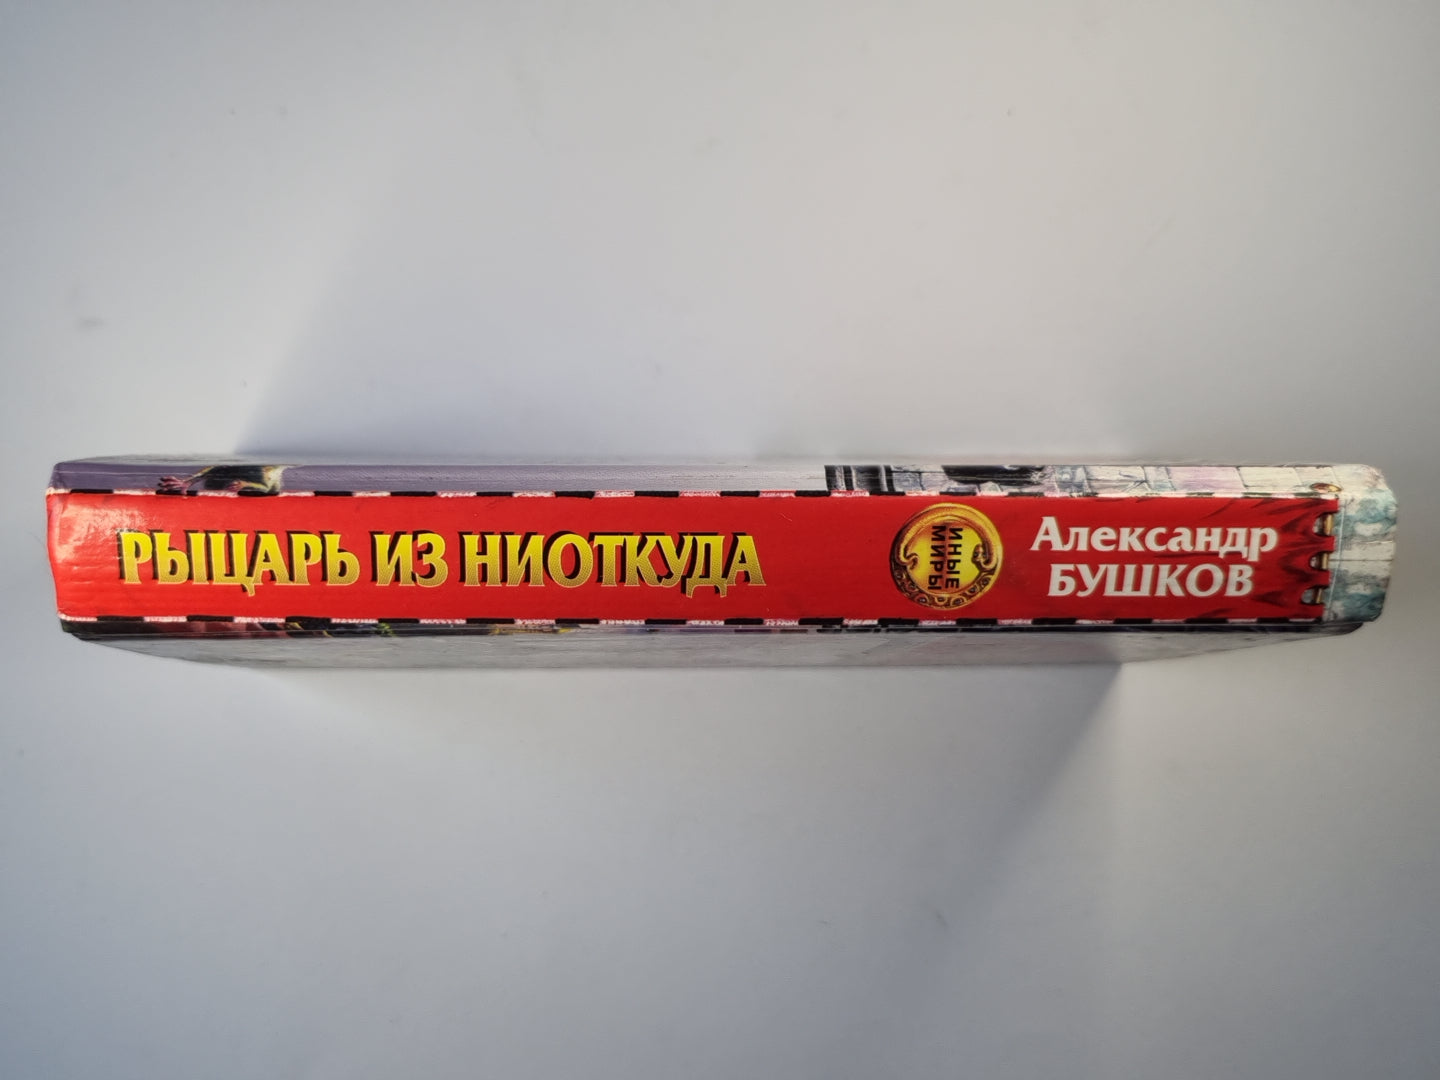 РЫЦАРЬ ИЗ НИОТКУДА
ИНЫЕ
МИРЫ
Александр
БУШКОВ